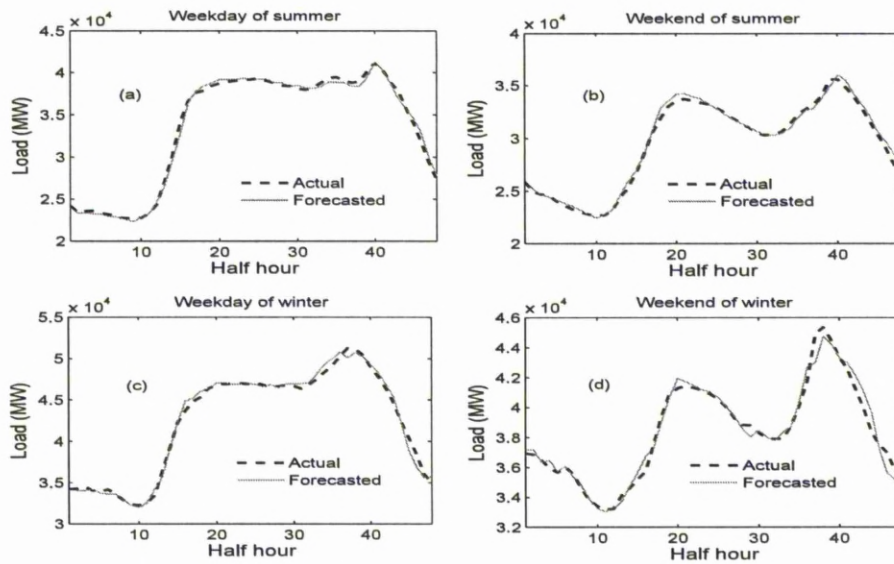 Weekday of summer
× 10⁴
4.5
4
3.5
3
2.5
2
Load (MW)
(a)
Actual
Forecasted
10
20
30
40
Half hour
Weekend of summer
× 10⁴
4
3.5
3
2.5
2
Load (MW)
(b)
Actual
Forecasted
10
20
30
40
Half hour
Weekday of winter
× 10⁴
5.5
5
4.5
4
3.5
3
Load (MW)
(c)
Actual
Forecasted
10
20
30
40
Half hour
Weekend of winter
× 10⁴
4.6
4.4
4.2
4
3.8
3.6
3.4
3.2
Load (MW)
(d)
Actual
Forecasted
10
20
30
40
Half hour